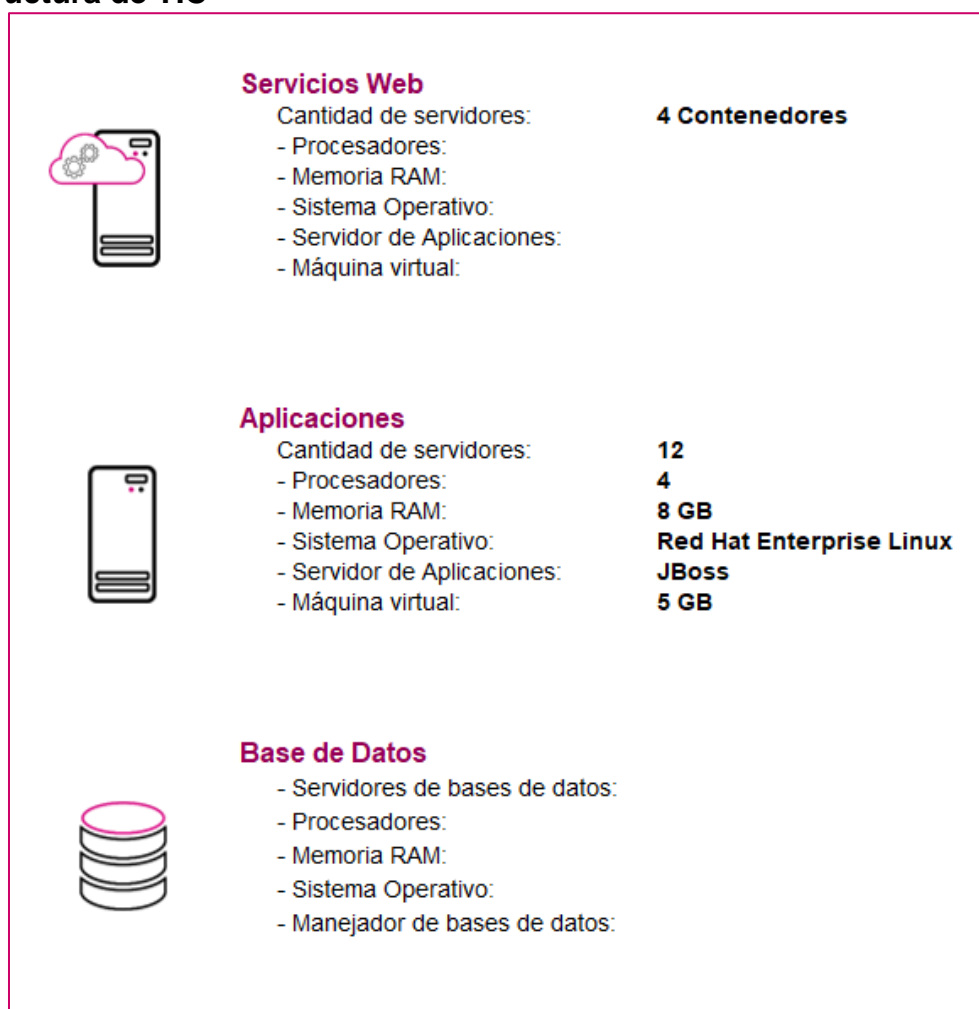 Servicios Web
Cantidad de servidores: 4 Contenedores
- Procesadores:
- Memoria RAM:
- Sistema Operativo:
- Servidor de Aplicaciones:
- Máquina virtual:
Aplicaciones
Cantidad de servidores: 12
- Procesadores: 4
- Memoria RAM: 8 GB
- Sistema Operativo: Red Hat Enterprise Linux
- Servidor de Aplicaciones: JBoss
- Máquina virtual: 5 GB
Base de Datos
- Servidores de bases de datos:
- Procesadores:
- Memoria RAM:
- Sistema Operativo:
- Manejador de bases de datos: